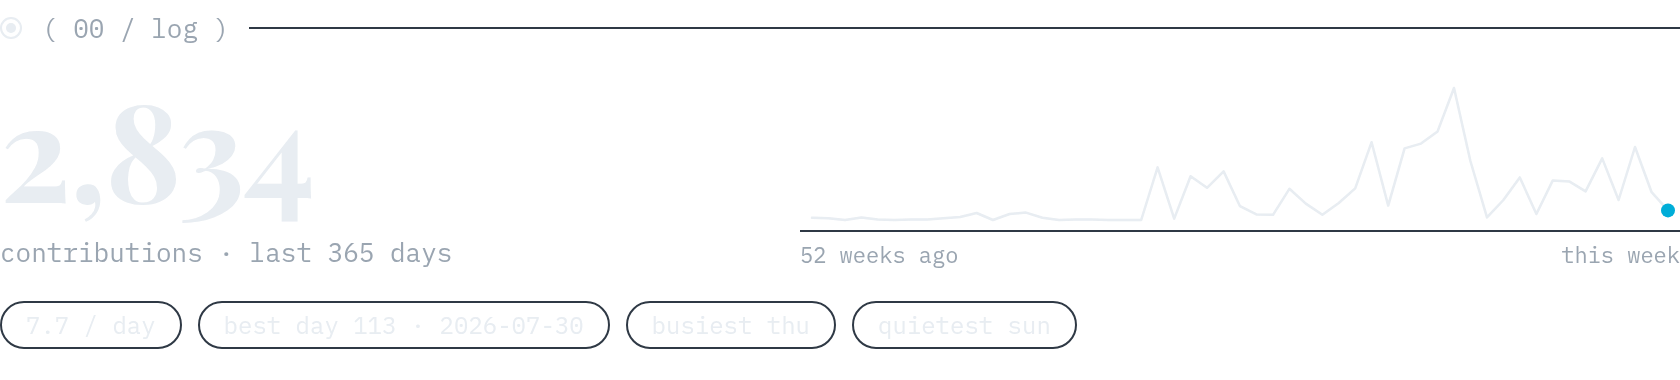 ( 00 / log )
2,834
contributions · last 365 days
52 weeks ago
this week
7.7 / day
best day 113 · 2026-07-30
busiest thu
quietest sun